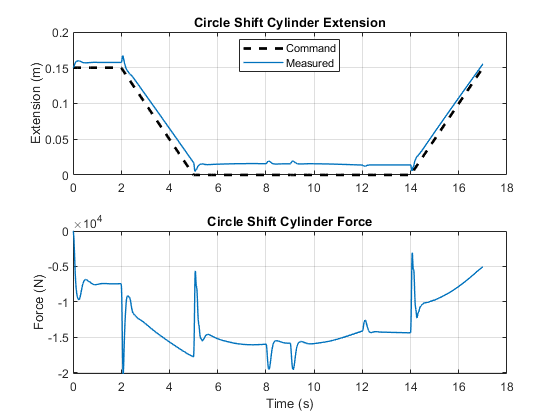 Circle Shift Cylinder Extension
0.2
0.15
0.1
0.05
0
Extension (m)
Command
Measured
0 2 4 6 8 10 12 14 16 18
Circle Shift Cylinder Force
×10⁴
0
-0.5
-1
-1.5
-2
Force (N)
0 2 4 6 8 10 12 14 16 18
Time (s)